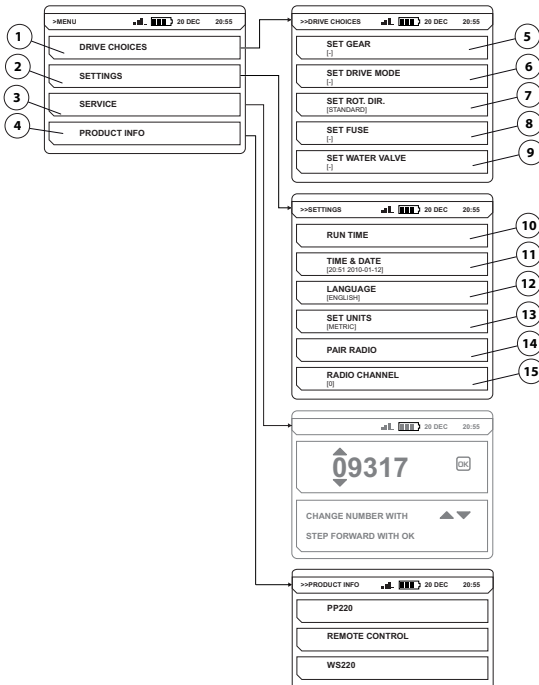 >MENU 20 DEC 20:55
1 DRIVE CHOICES
2 SETTINGS
3 SERVICE
4 PRODUCT INFO
>>DRIVE CHOICES 20 DEC 20:55
SET GEAR
[-]
5
SET DRIVE MODE
[-]
6
SET ROT. DIR.
[STANDARD]
7
SET FUSE
[-]
8
SET WATER VALVE
[-]
9
>>SETTINGS 20 DEC 20:55
RUN TIME
10
TIME & DATE
[20:51 2010-01-12]
11
LANGUAGE
[ENGLISH]
12
SET UNITS
[METRIC]
13
PAIR RADIO
14
RADIO CHANNEL
[0]
15
20 DEC 20:55
09317 OK
CHANGE NUMBER WITH
STEP FORWARD WITH OK
>>PRODUCT INFO 20 DEC 20:55
PP220
REMOTE CONTROL
WS220